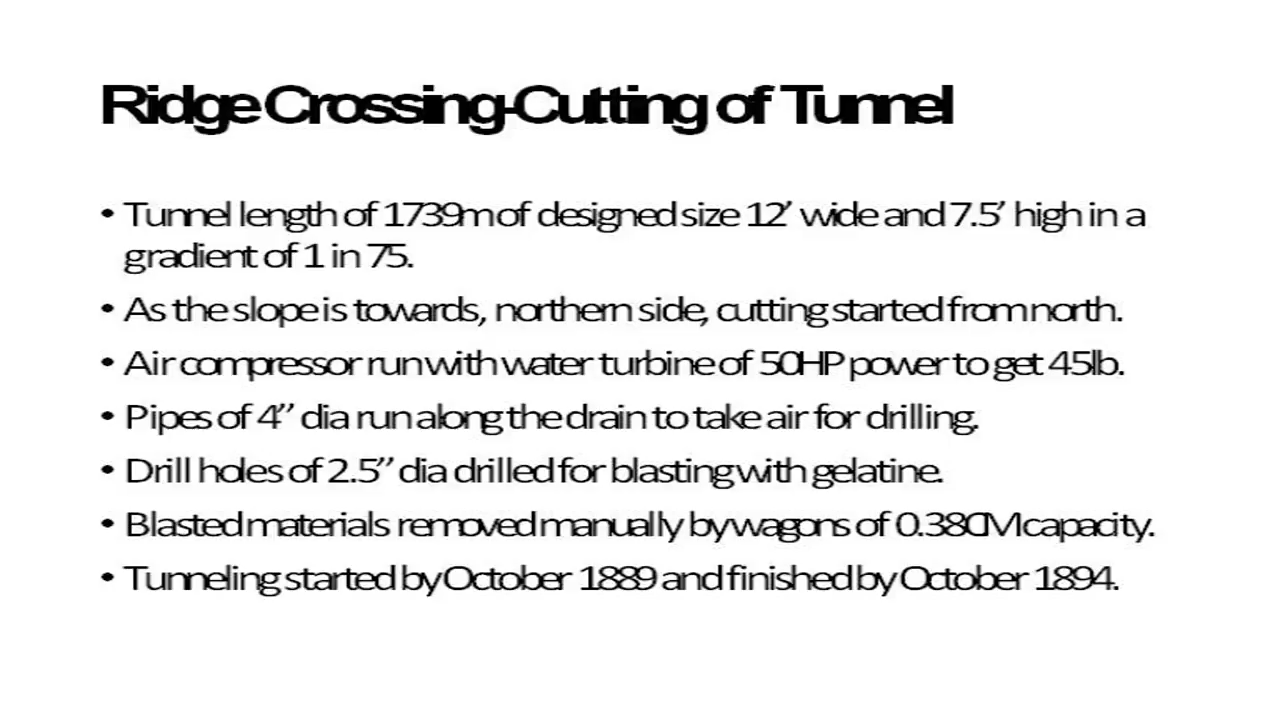 Ridge Crossing-Cutting of Tunnel
• Tunnel length of 1739m of designed size 12’ wide and 7.5’ high in a
gradient of 1 in 75.
• As the slope is towards, northern side, cutting started from north.
• Air compressor run with water turbine of 50HP power to get 45lb.
• Pipes of 4’’ dia run along the drain to take air for drilling.
• Drill holes of 2.5’’ dia drilled for blasting with gelatine.
• Blasted materials removed manually by wagons of 0.38CM capacity.
• Tunneling started by October 1889 and finished by October 1894.